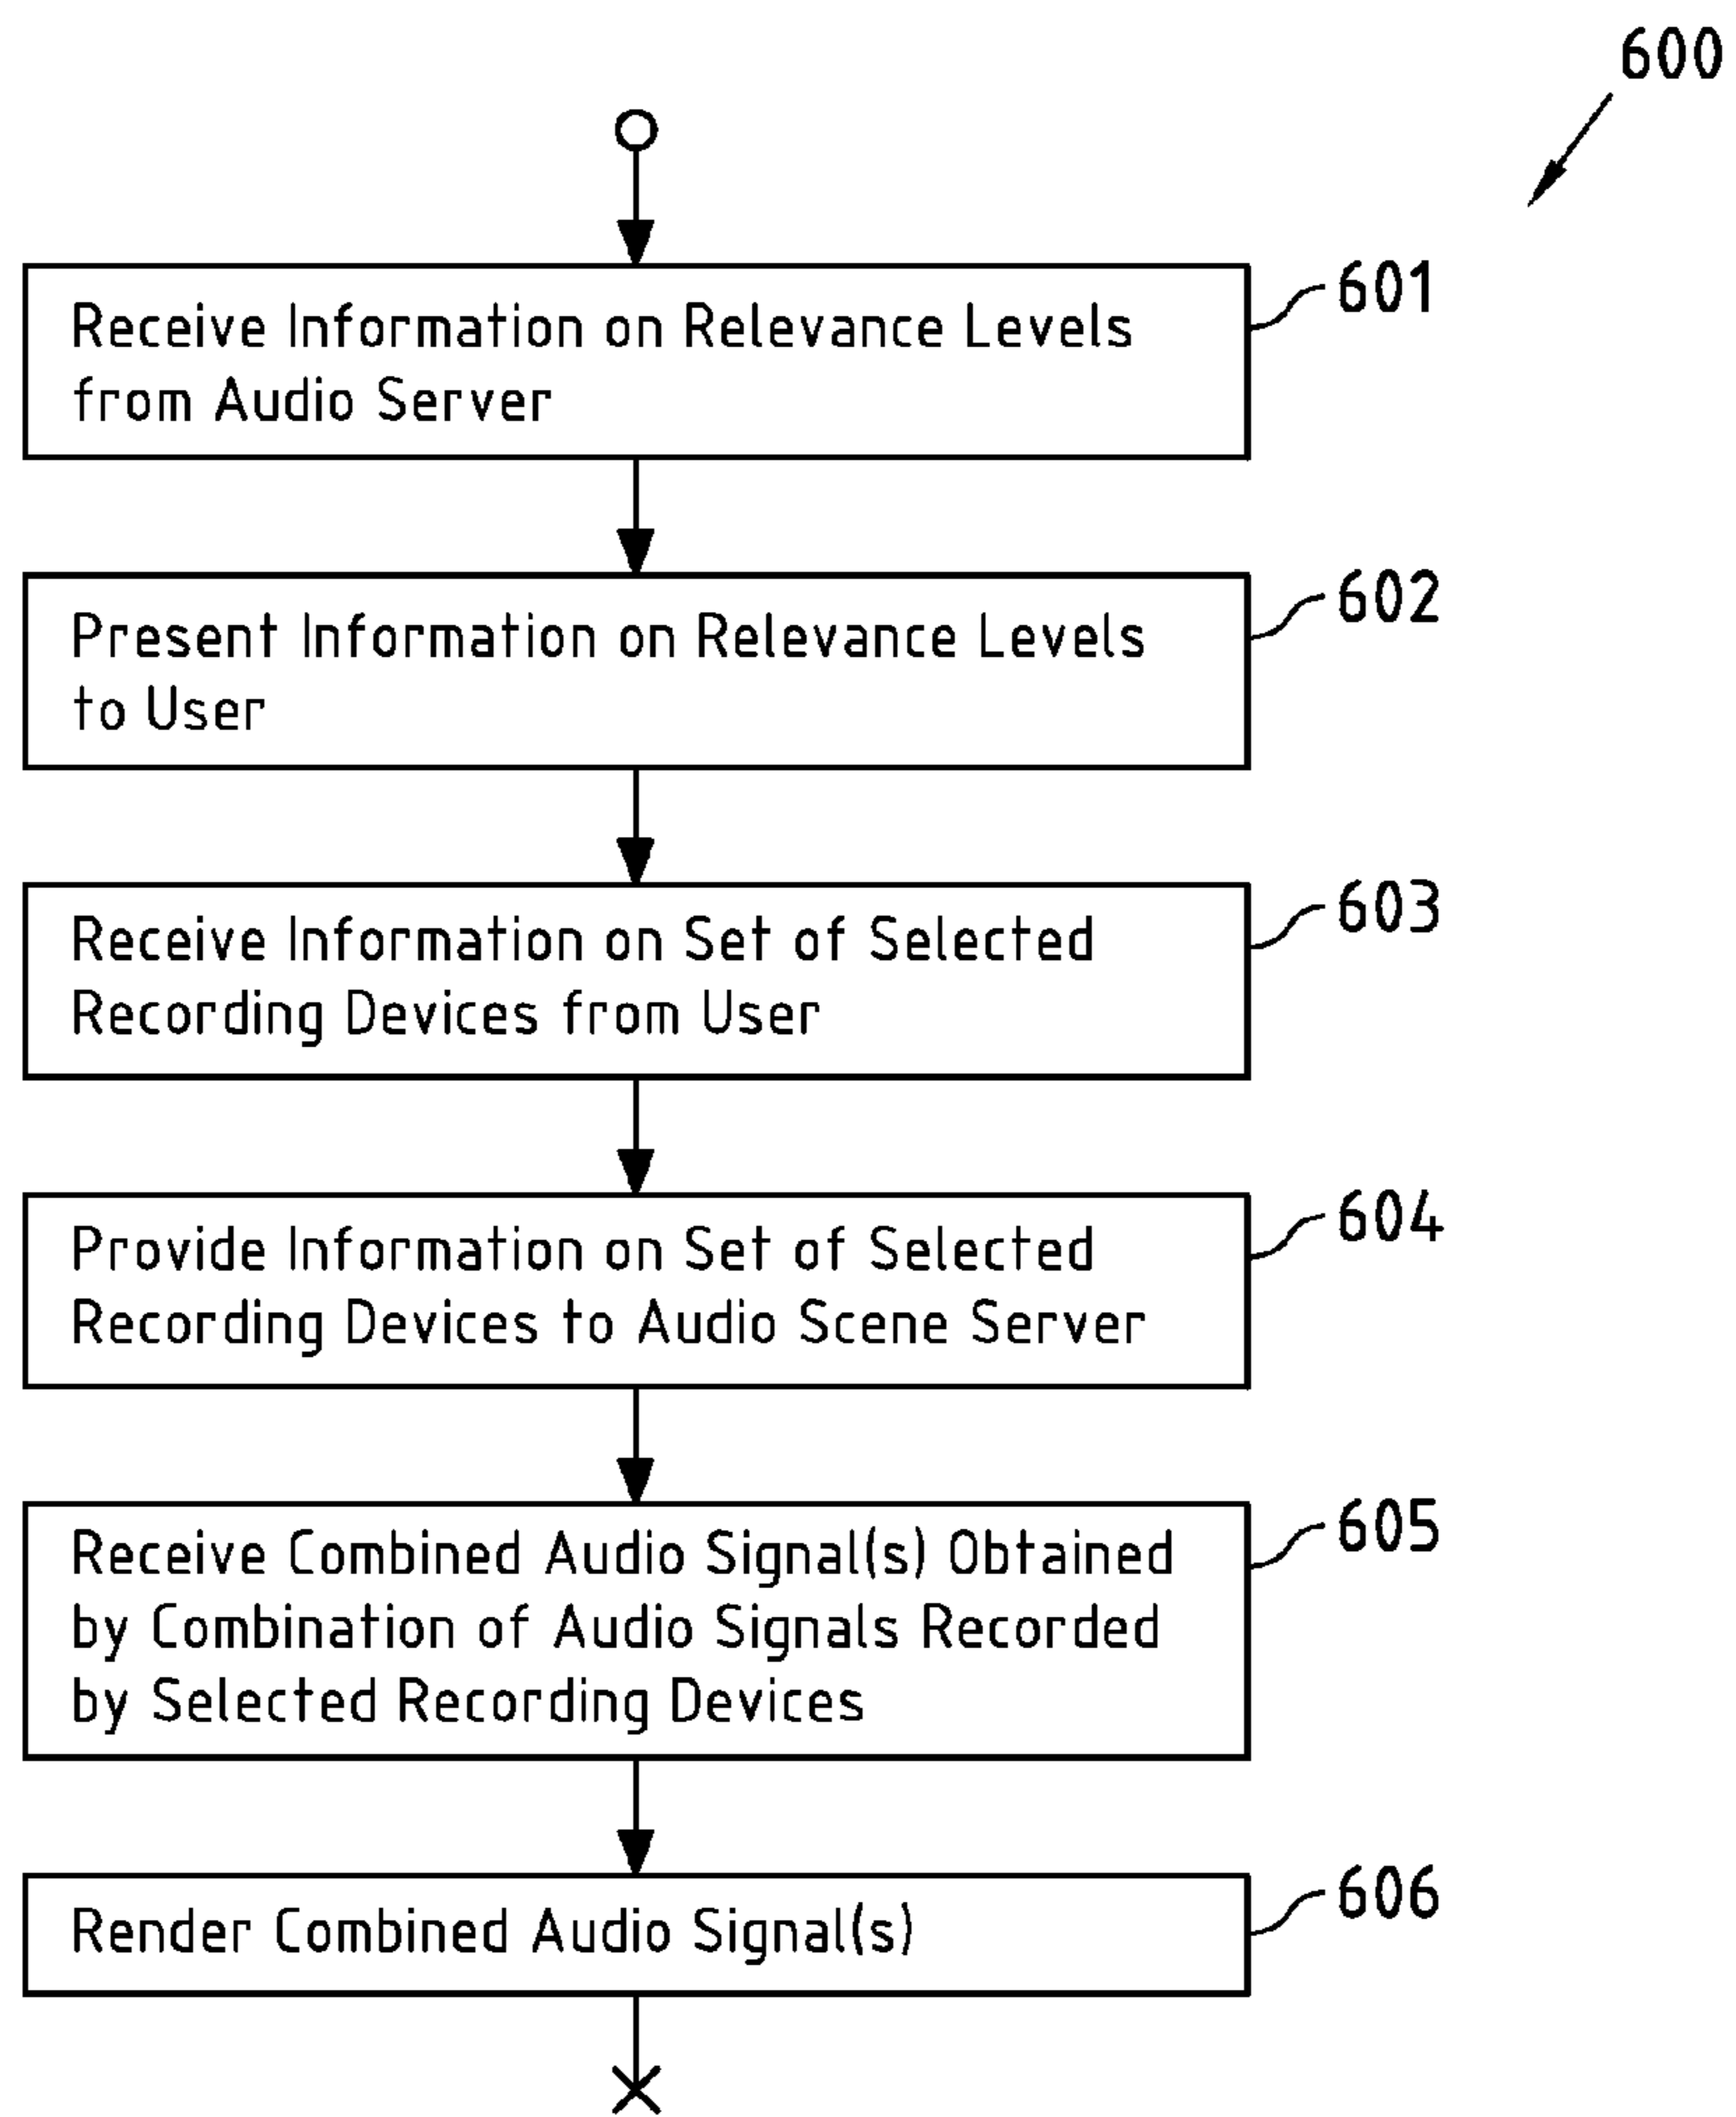 600
Receive Information on Relevance Levels
from Audio Server
601
Present Information on Relevance Levels
to User
602
Receive Information on Set of Selected
Recording Devices from User
603
Provide Information on Set of Selected
Recording Devices to Audio Scene Server
604
Receive Combined Audio Signal(s) Obtained
by Combination of Audio Signals Recorded
by Selected Recording Devices
605
Render Combined Audio Signal(s)
606